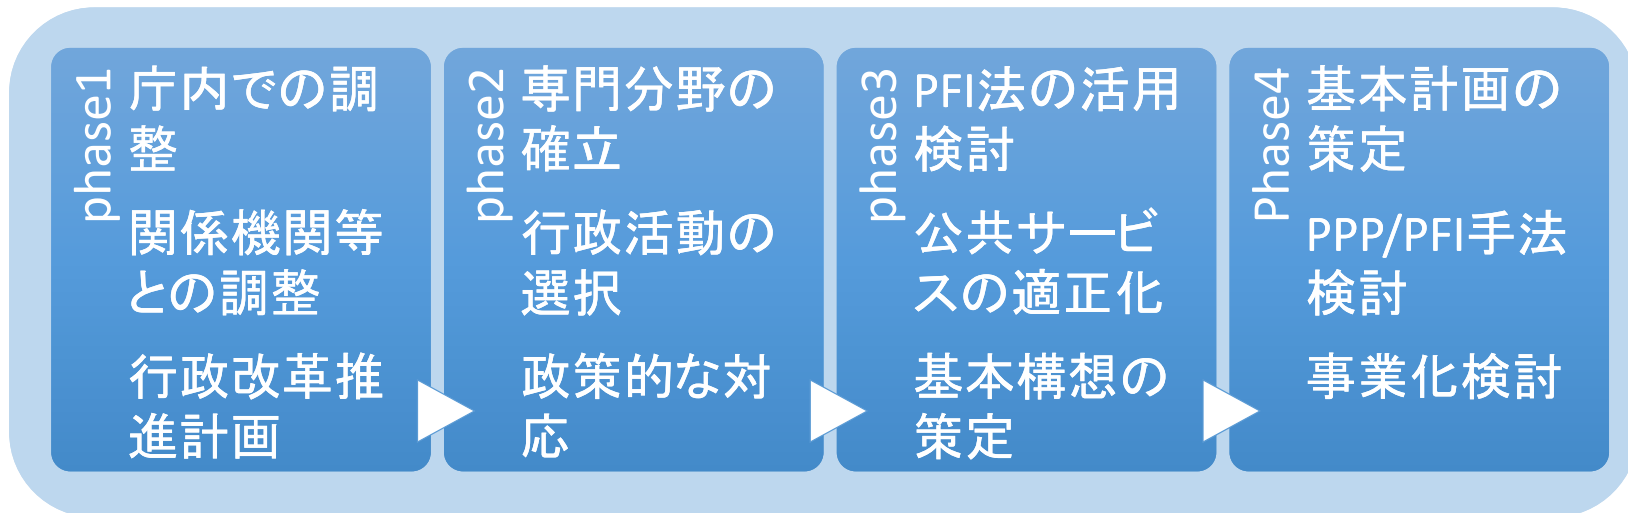 phase1
庁内での調
整
関係機関等
との調整
行政改革推
進計画
phase2
専門分野の
確立
行政活動の
選択
政策的な対
応
phase3
PFI法の活用
検討
公共サービ
スの適正化
基本構想の
策定
Phase4
基本計画の
策定
PPP/PFI手法
検討
事業化検討